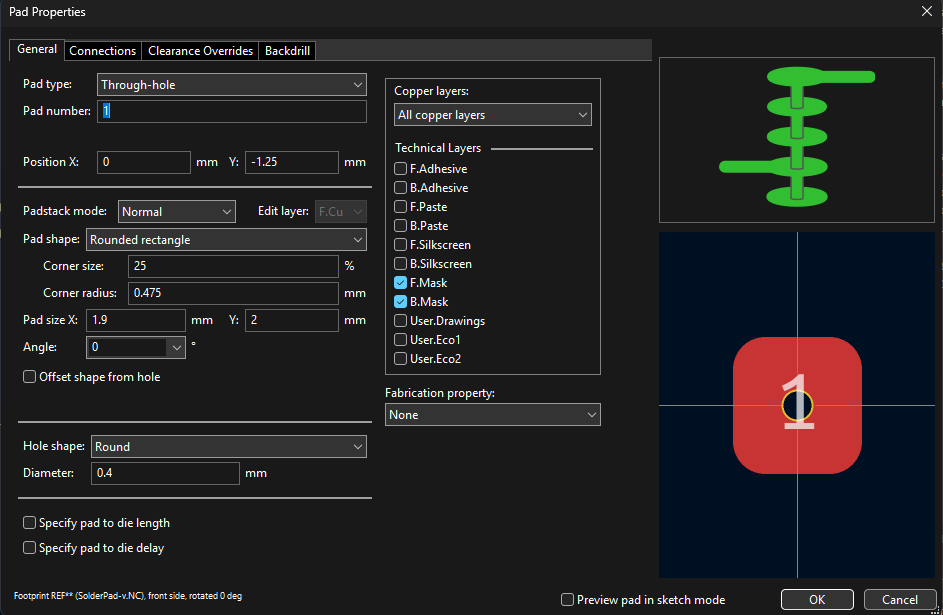 Pad Properties
General Connections Clearance Overrides Backdrill
Pad type: Through-hole
Pad number: 1
Position X: 0 mm Y: -1.25 mm
Padstack mode: Normal Edit layer: F.Cu
Pad shape: Rounded rectangle
Corner size: 25 %
Corner radius: 0.475 mm
Pad size X: 1.9 mm Y: 2 mm
Angle: 0 °
Offset shape from hole
Hole shape: Round
Diameter: 0.4 mm
Specify pad to die length
Specify pad to die delay
Copper layers:
All copper layers
Technical Layers
F.Adhesive
B.Adhesive
F.Paste
B.Paste
F.Silkscreen
B.Silkscreen
F.Mask
B.Mask
User.Drawings
User.Eco1
User.Eco2
Fabrication property:
None
1
Footprint REF** (SolderPad-v.NC), front side, rotated 0 deg
Preview pad in sketch mode OK Cancel